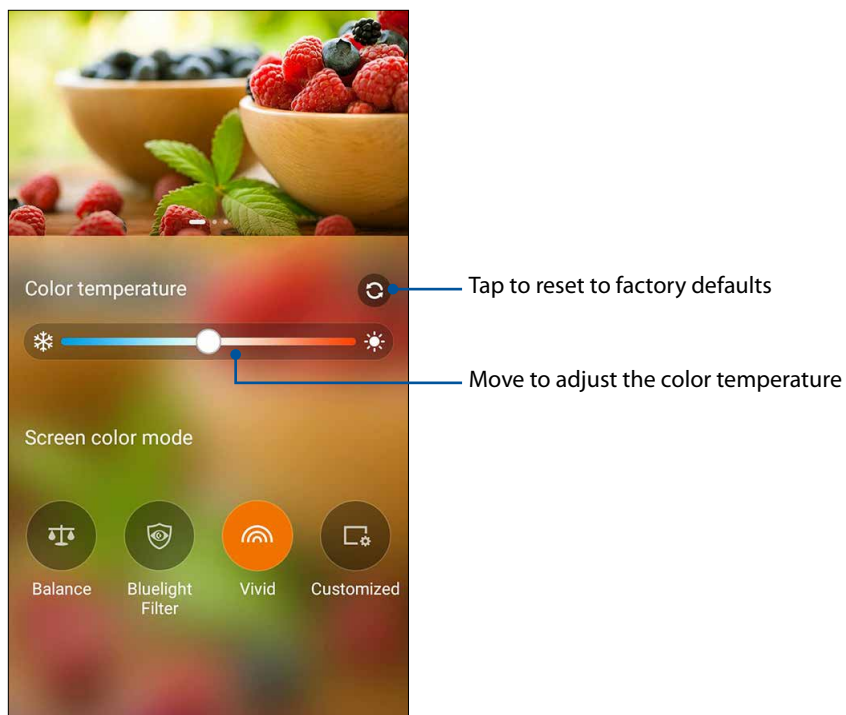 Color temperature
Tap to reset to factory defaults
Move to adjust the color temperature
Screen color mode
Balance
Bluelight
Filter
Vivid
Customized